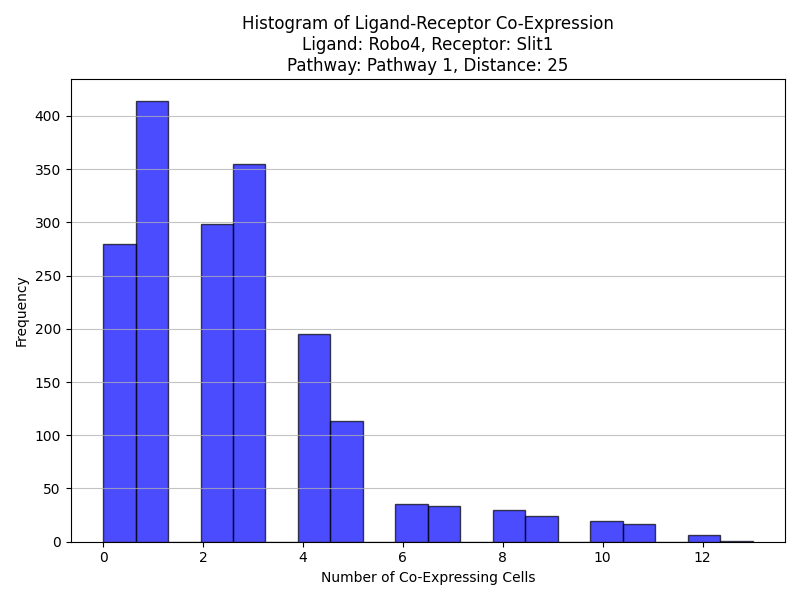 Histogram of Ligand-Receptor Co-Expression
Ligand: Robo4, Receptor: Slit1
Pathway: Pathway 1, Distance: 25
Frequency
400
350
300
250
200
150
100
50
0
0 2 4 6 8 10 12
Number of Co-Expressing Cells